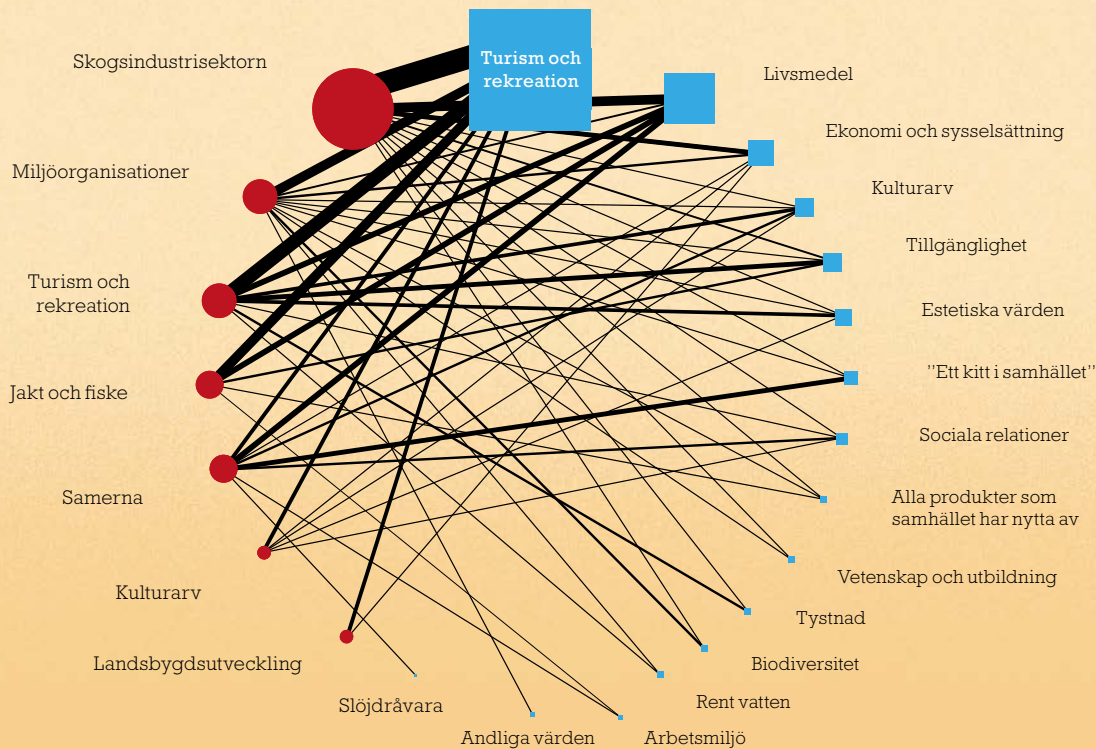 Skogsindustrisektorn
Turism och
rekreation
Livsmedel
Ekonomi och sysselsättning
Miljöorganisationer
Kulturarv
Tillgänglighet
Turism och
rekreation
Estetiska värden
"Ett kitt i samhället"
Jakt och fiske
Sociala relationer
Samerna
Alla produkter som
samhället har nytta av
Vetenskap och utbildning
Kulturarv
Tystnad
Landsbygdsutveckling
Biodiversitet
Rent vatten
Slöjdråvara
Andliga värden
Arbetsmiljö